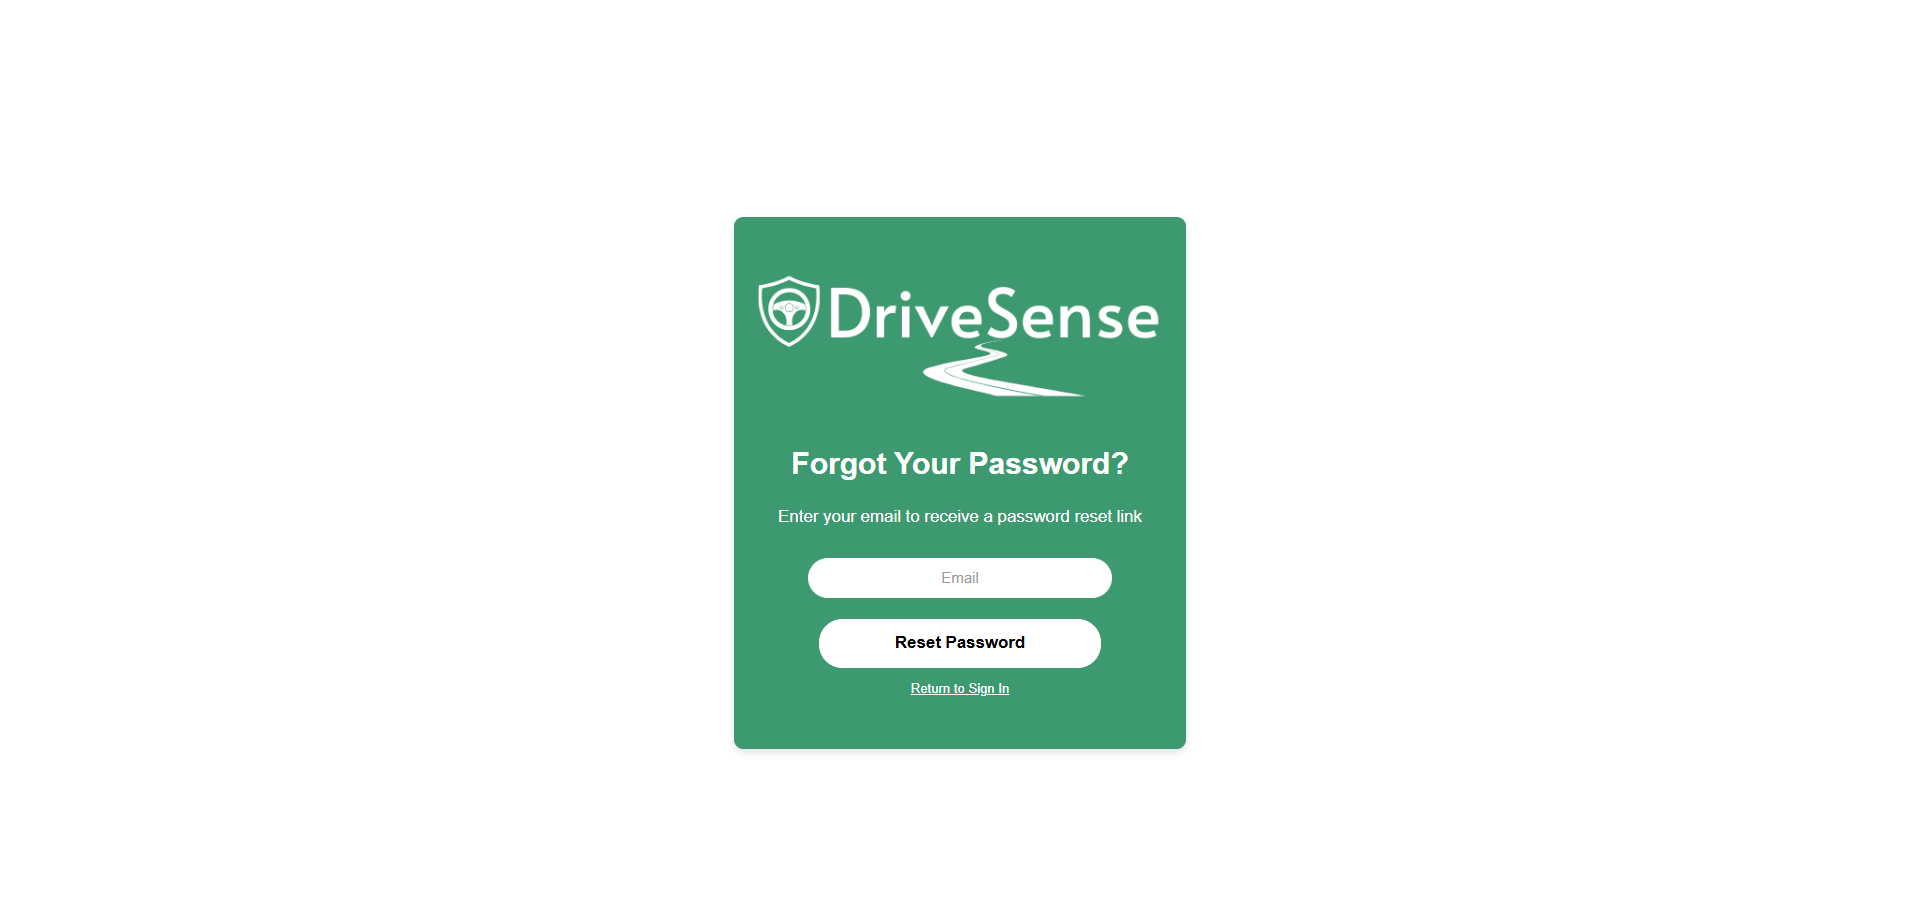 DriveSense
Forgot Your Password?
Enter your email to receive a password reset link
Email
Reset Password
Return to Sign In